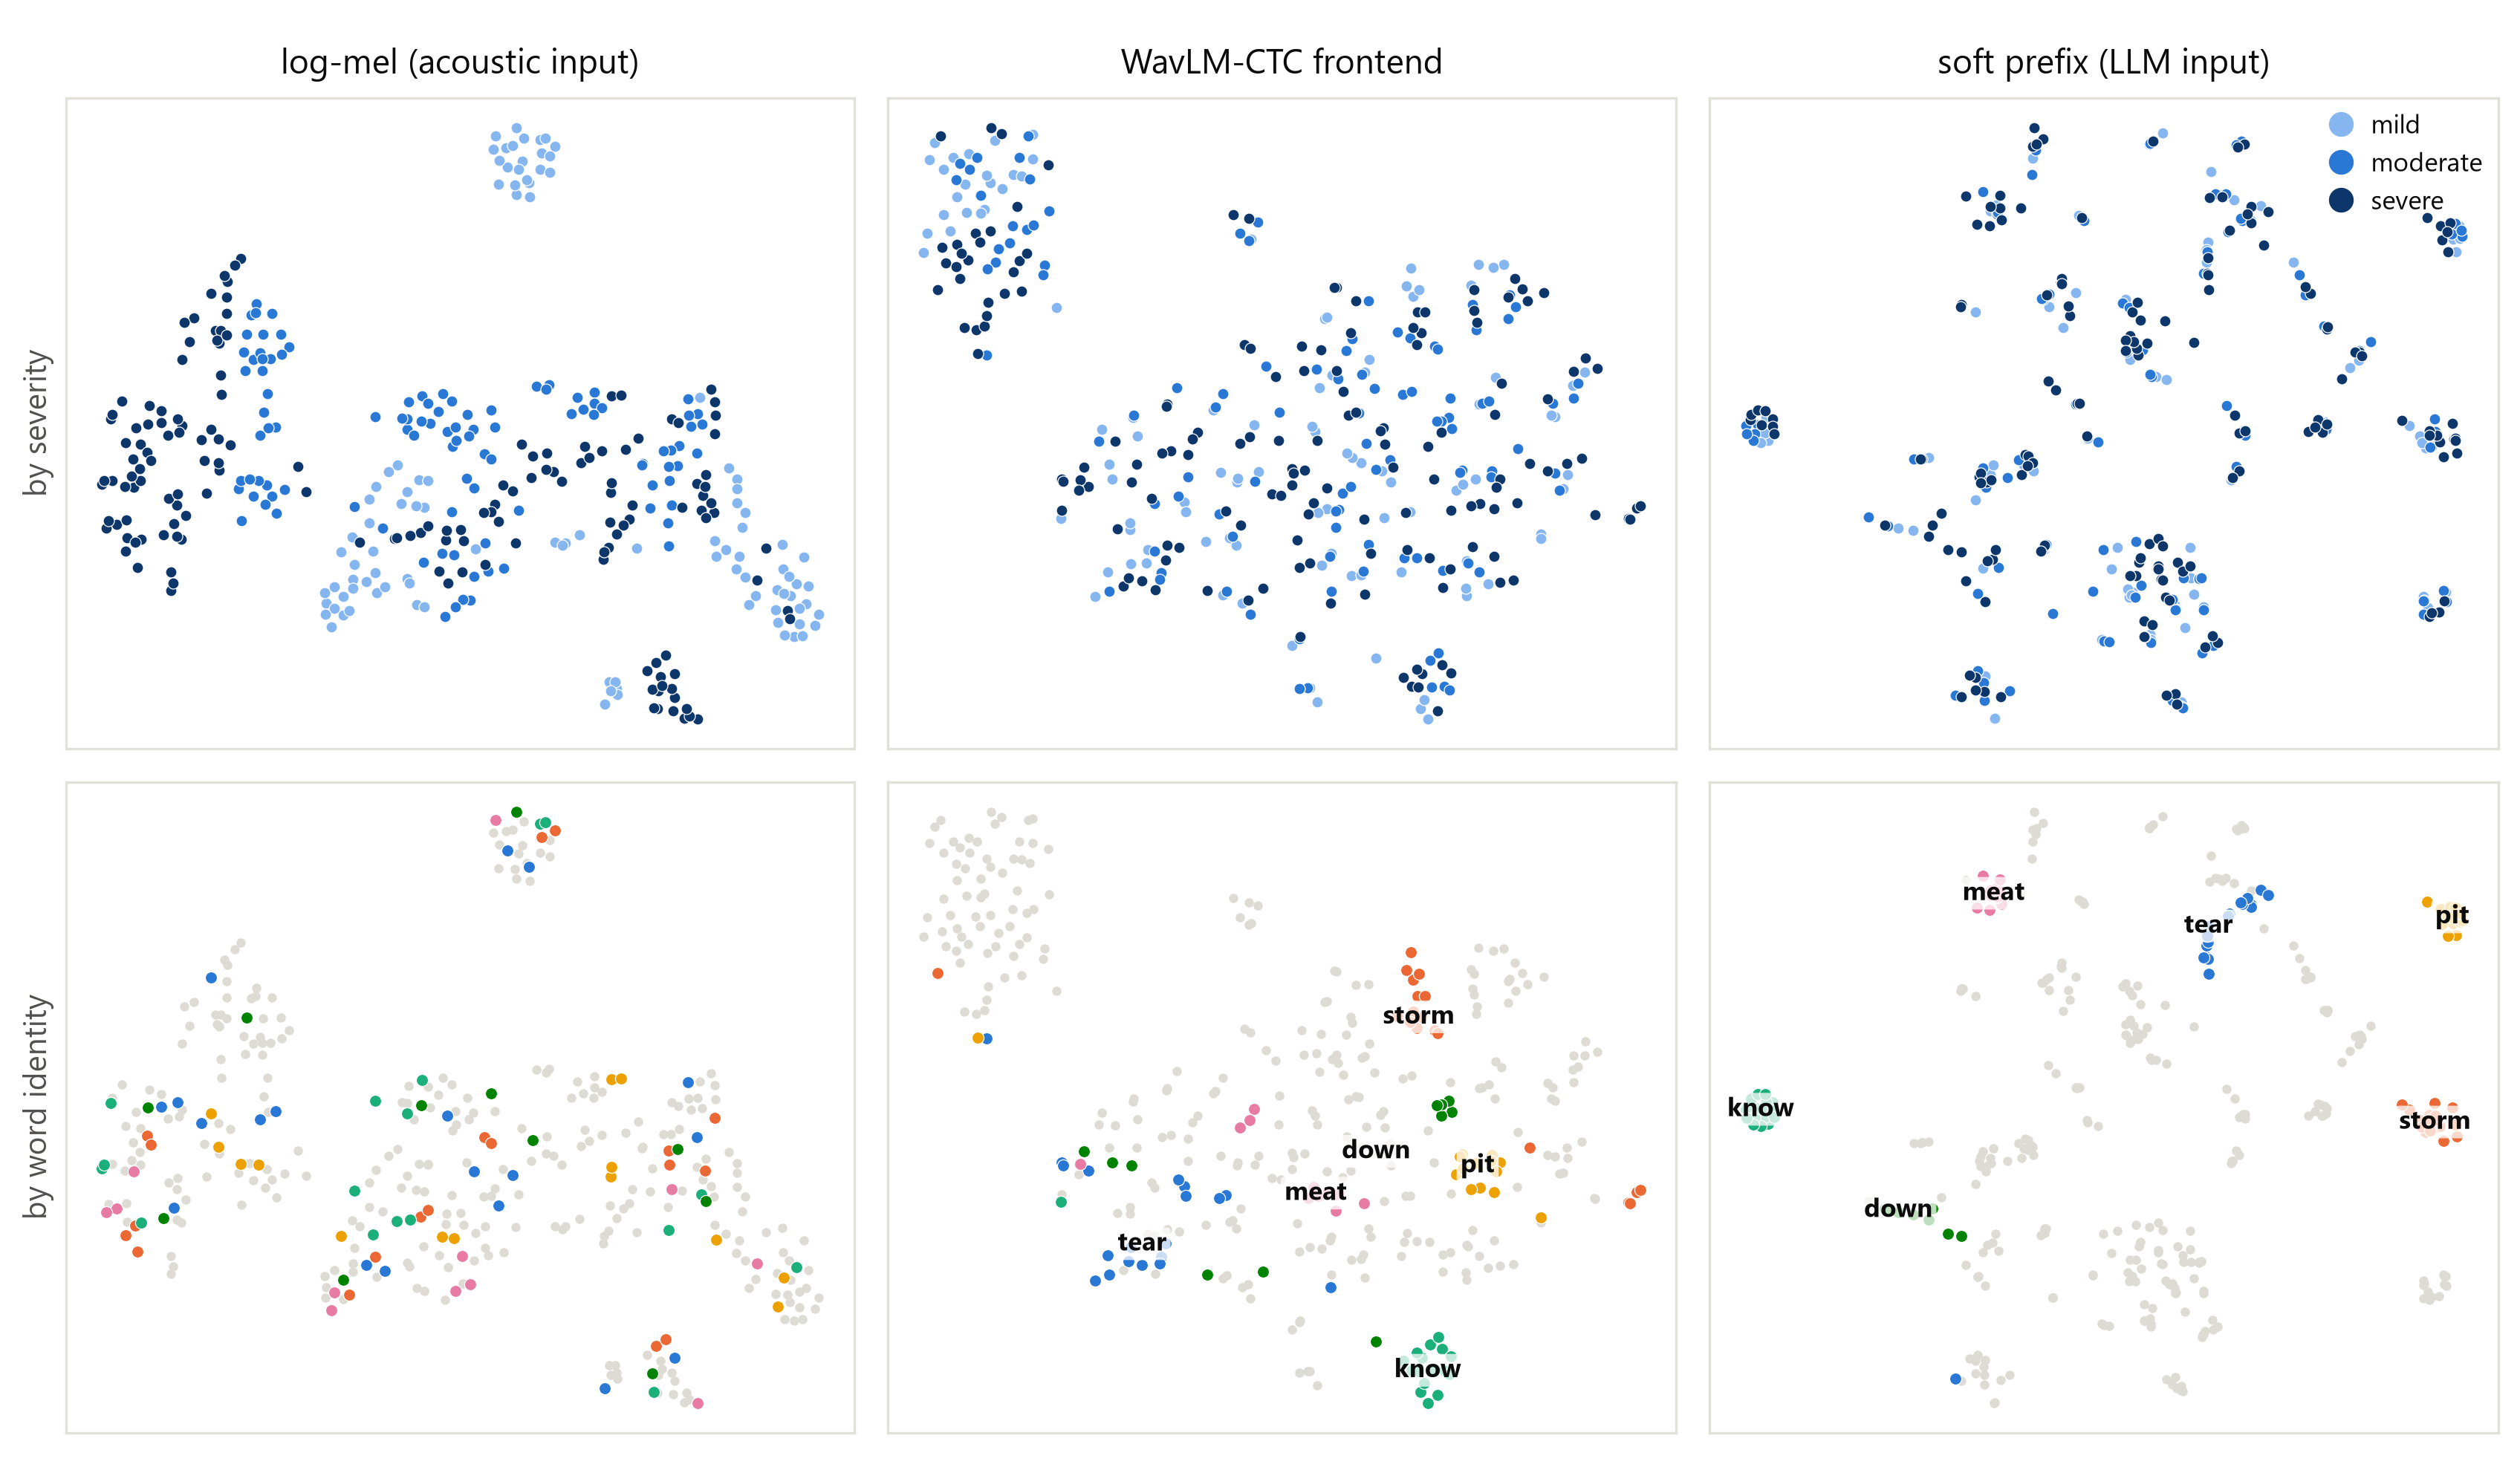 log-mel (acoustic input)
WavLM-CTC frontend
soft prefix (LLM input)
by severity
mild
moderate
severe
by word identity
storm
down
pit
meat
tear
know
meat
tear
pit
know
storm
down